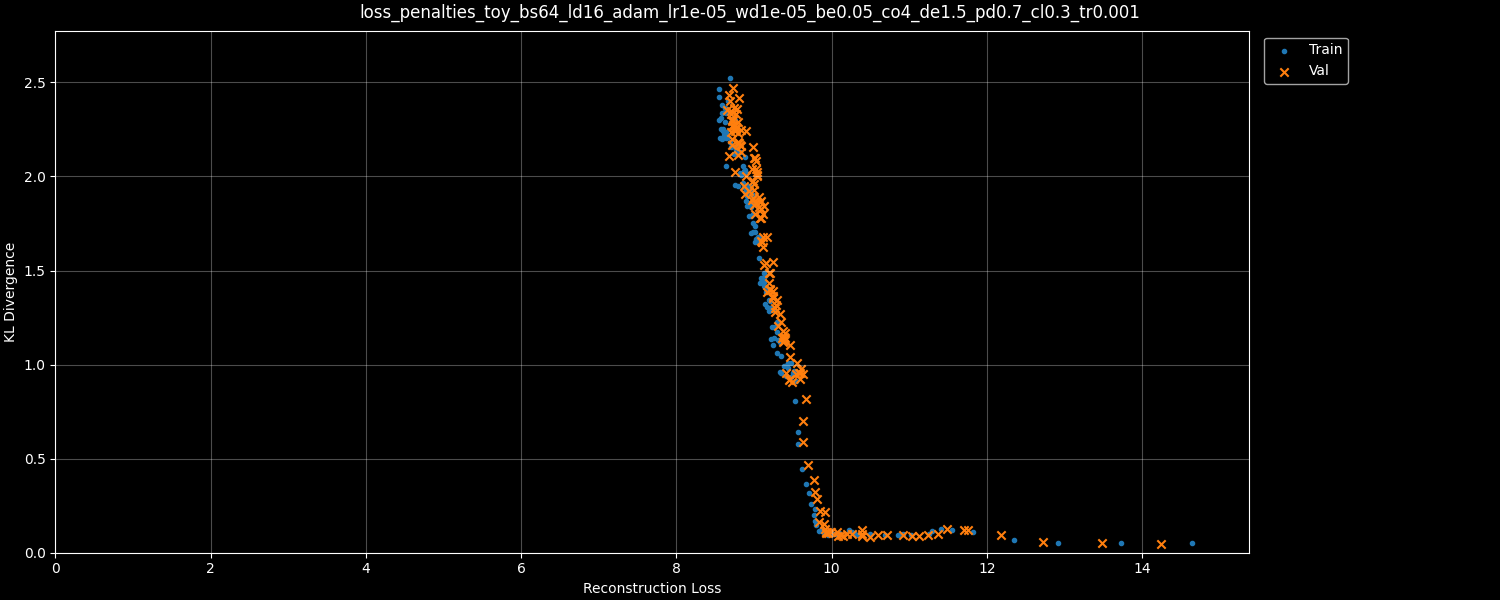 loss_penalties_toy_bs64_ld16_adam_lr1e-05_wd1e-05_be0.05_co4_de1.5_pd0.7_cl0.3_tr0.001
Train
Val
KL Divergence
2.5
2.0
1.5
1.0
0.5
0.0
0
2
4
6
8
10
12
14
Reconstruction Loss